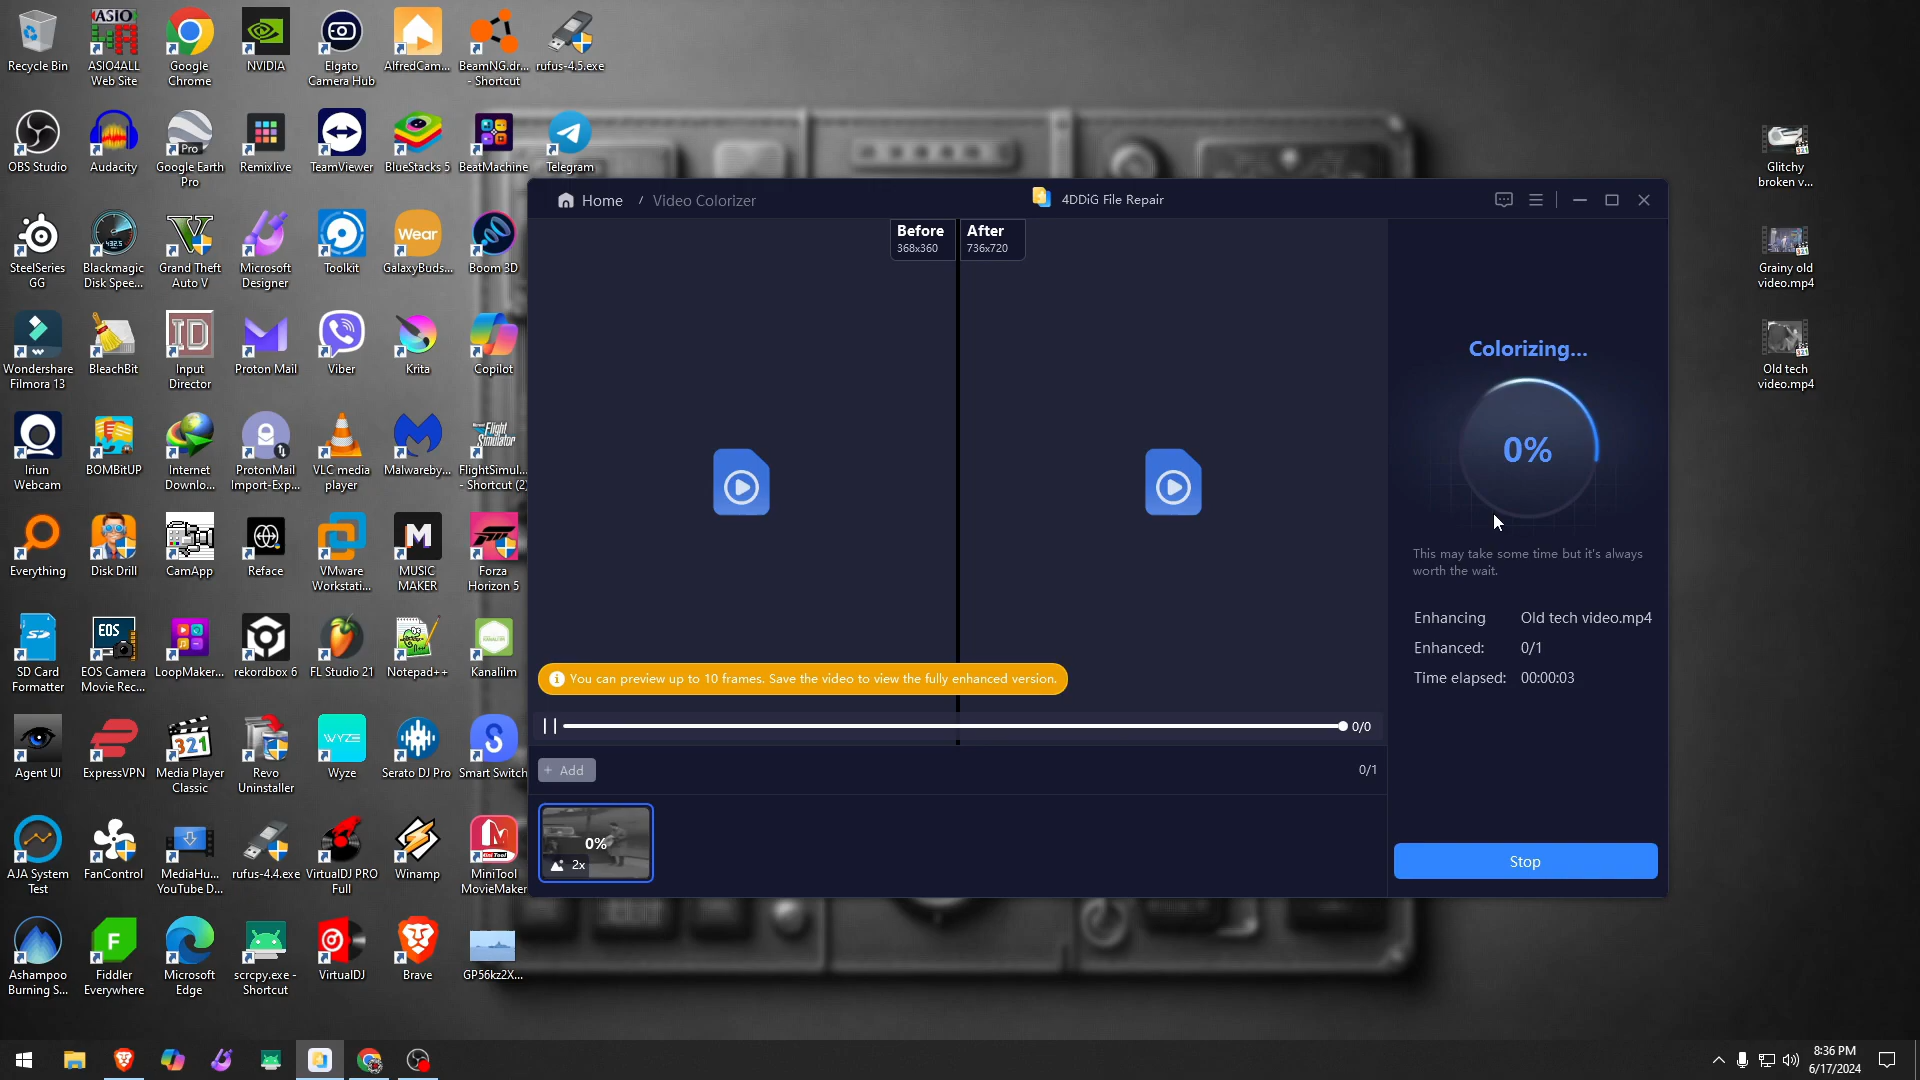 Recycle Bin
ASIO4ALL
Web Site
Google
Chrome
NVIDIA
Elgato
Camera Hub
AlfredCam...
BeamNG.dr...
- Shortcut
rufus-4.5.exe
OBS Studio
Audacity
Google Earth
Pro
Remixlive
TeamViewer
BlueStacks 5
BeatMachine
Telegram
SteelSeries
GG
Blackmagic
Disk Spee...
Grand Theft
Auto V
Microsoft
Designer
Toolkit
Wear
GalaxyBuds...
Boom 3D
Wondershare
Filmora 13
BleachBit
Input
Director
Proton Mail
Viber
Krita
Copilot
Iriun
Webcam
BOMBitUP
Internet
Downlo...
ProtonMail
Import-Exp...
VLC media
player
Malwareby...
FlightSimul...
- Shortcut (2)
Everything
Disk Drill
CamApp
Reface
VMware
Workstati...
MUSIC
MAKER
Forza
Horizon 5
SD Card
Formatter
EOS
EOS Camera
Movie Rec...
LoopMaker...
rekordbox 6
FL Studio 21
Notepad++
Kanalilm
Agent UI
ExpressVPN
321
Media Player
Classic
Revo
Uninstaller
WYZE
Wyze
Serato DJ Pro
Smart Switch
AJA System
Test
FanControl
MediaHu...
YouTube D...
rufus-4.4.exe
VirtualDJ PRO
Full
Winamp
MiniTool
MovieMaker
Ashampoo
Burning S...
Fiddler
Everywhere
Microsoft
Edge
scrcpy.exe -
Shortcut
VirtualDJ
Brave
GP56kz2X...
Home / Video Colorizer
4DDiG File Repair
Before
368x360
After
736x720
You can preview up to 10 frames. Save the video to view the fully enhanced version.
0/0
+ Add
0/1
0%
2x
Colorizing...
0%
This may take some time but it's always
worth the wait.
Enhancing Old tech video.mp4
Enhanced: 0/1
Time elapsed: 00:00:03
Stop
Glitchy
broken v...
Grainy old
video.mp4
Old tech
video.mp4
8:36 PM
6/17/2024